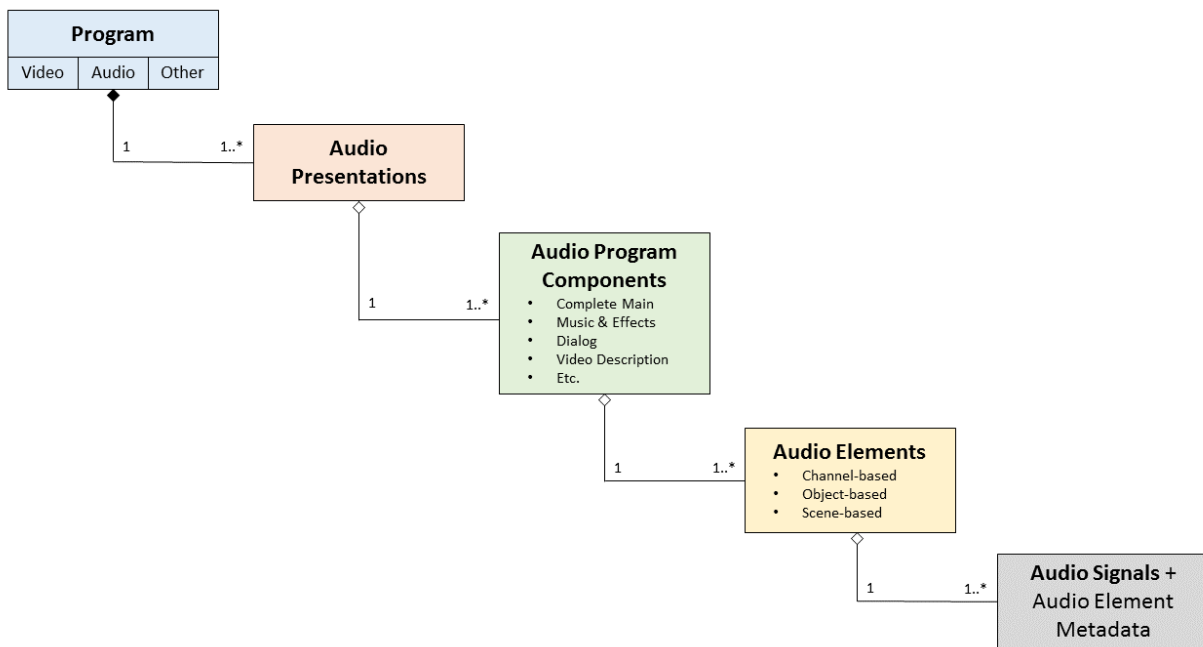 Program
Video Audio Other
1 1..*
Audio
Presentations
1 1..*
Audio Program
Components
• Complete Main
• Music & Effects
• Dialog
• Video Description
• Etc.
1 1..*
Audio Elements
• Channel-based
• Object-based
• Scene-based
1 1..*
Audio Signals +
Audio Element
Metadata